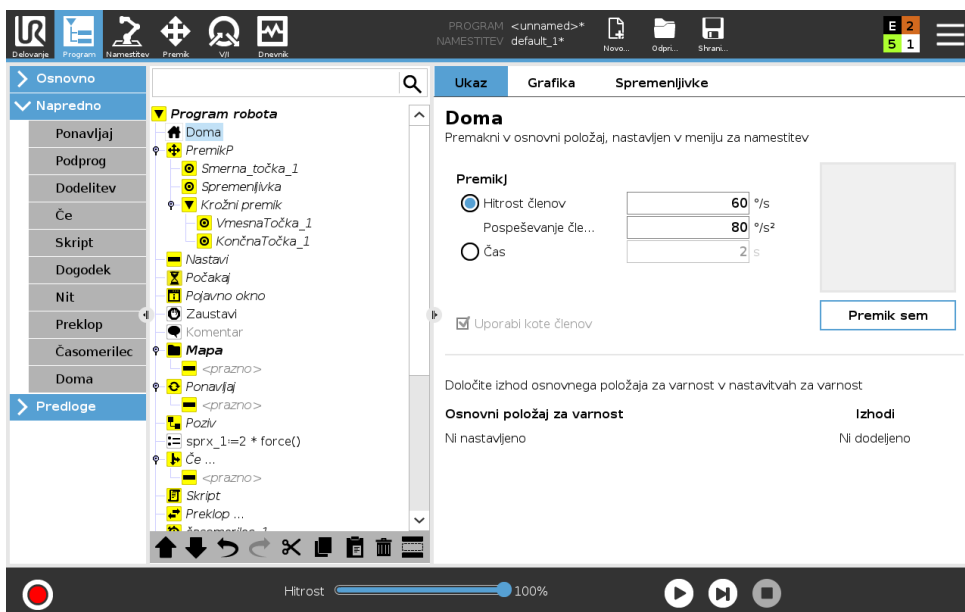 PROGRAM <unnamed>*
NAMESTITEV default_1*
Delovanje Program Namestitev Premik V/I Dnevnik Novo... Odpri... Shrani...
E 2
5 1
Osnovno
Napredno
Ponavljaj
Podprog
Dodelitev
Če
Skript
Dogodek
Nit
Preklop
Časomerilec
Doma
Predloge
Program robota
Doma
PremikP
Smerna_točka_1
Spremenljivka
Krožni premik
VmesnaTočka_1
KončnaTočka_1
Nastavi
Počakaj
Pojavno okno
Zaustavi
Komentar
Mapa
<prazno>
Ponavljaj
<prazno>
Poziv
sprx_1:=2 * force()
Če ...
<prazno>
Skript
Preklop ...
Ukaz Grafika Spremenljivke
Doma
Premakni v osnovni položaj, nastavljen v meniju za namestitev
PremikJ
Hitrost členov 60 °/s
Pospeševanje čle... 80 °/s²
Čas 2 s
Uporabi kote členov
Premik sem
Določite izhod osnovnega položaja za varnost v nastavitvah za varnost
Osnovni položaj za varnost Izhodi
Ni nastavljeno Ni dodeljeno
Hitrost 100%